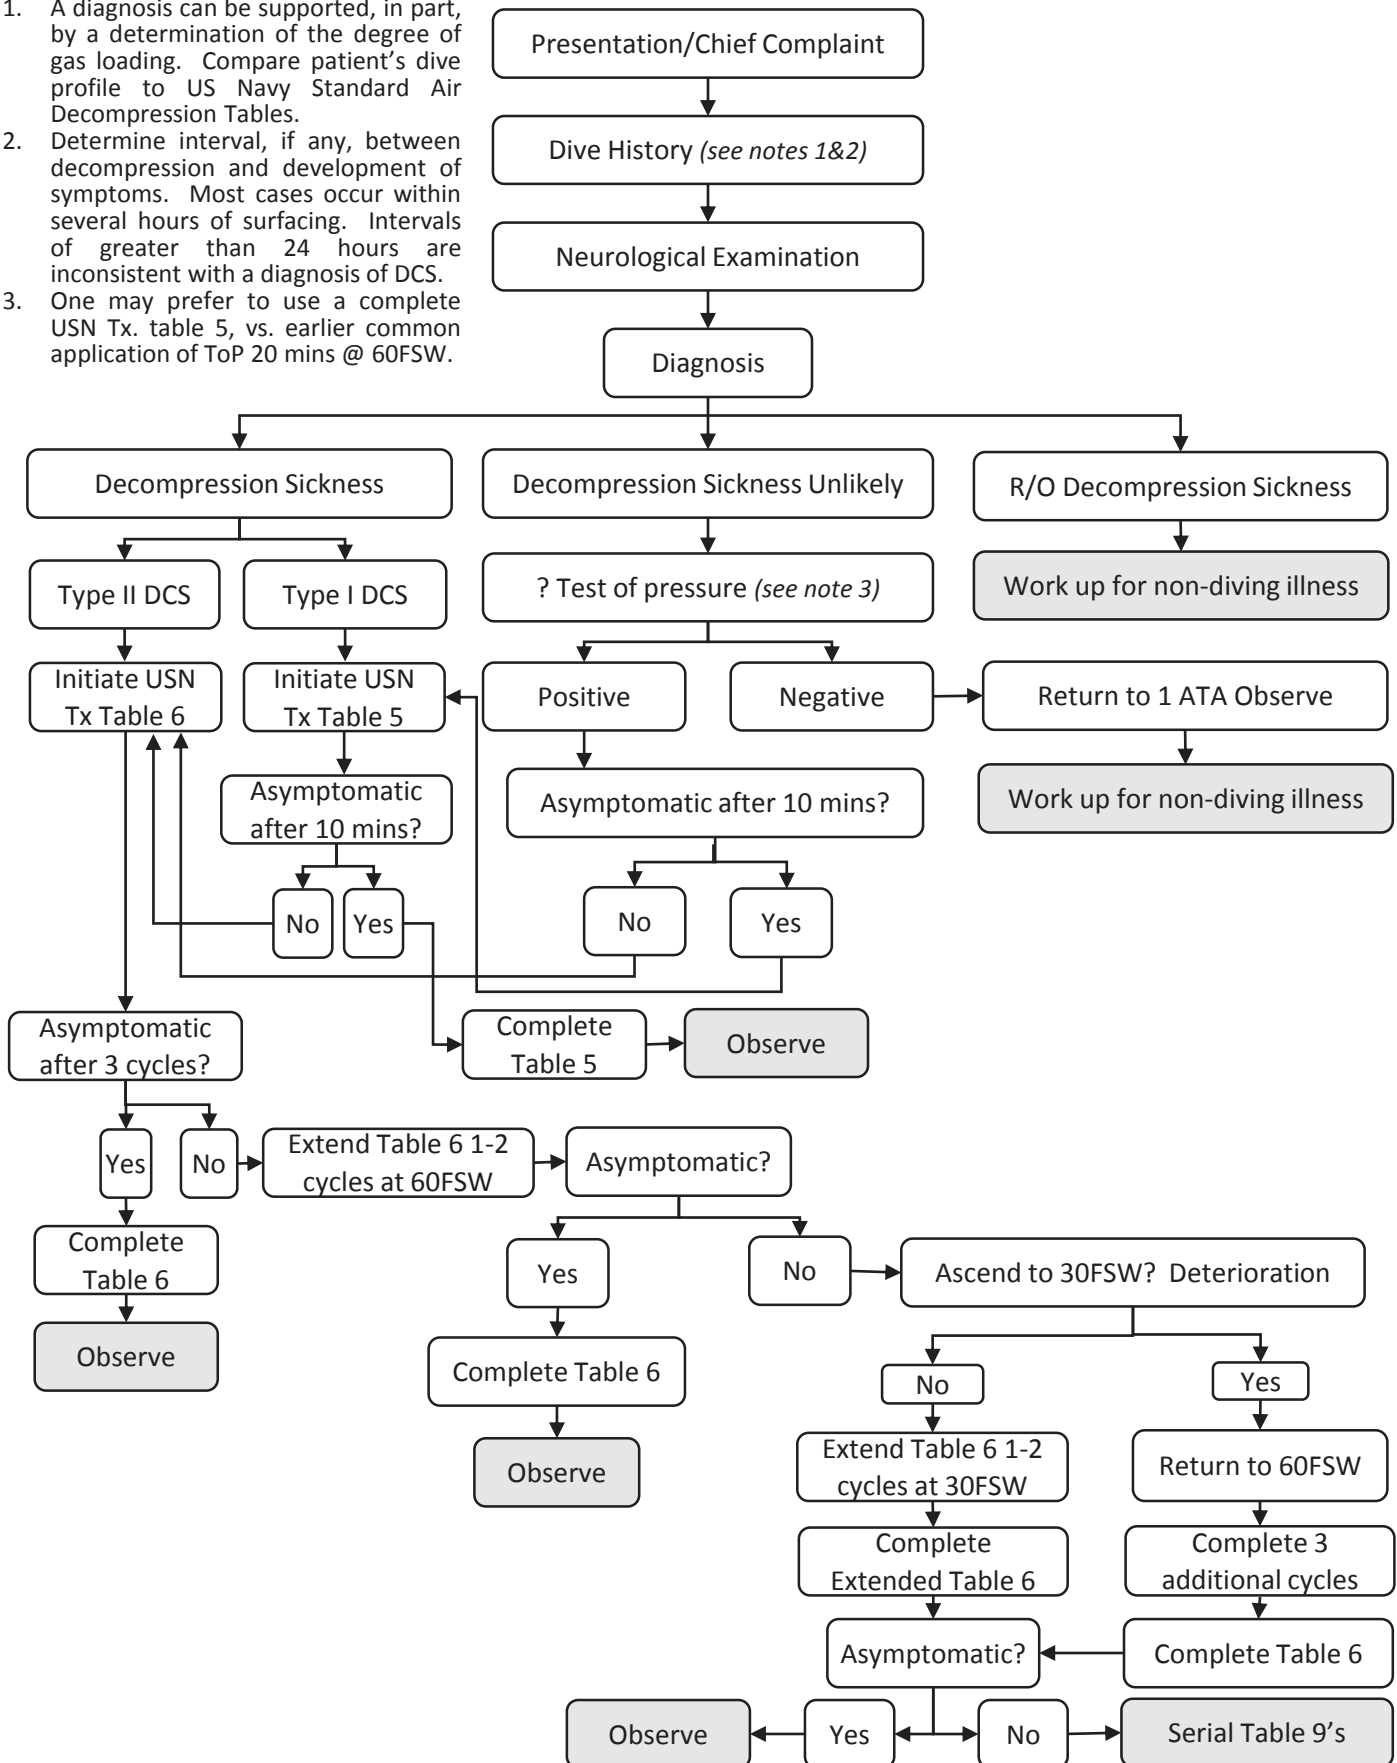 1. A diagnosis can be supported, in part,
by a determination of the degree of
gas loading. Compare patient's dive
profile to US Navy Standard Air
Decompression Tables.
2. Determine interval, if any, between
decompression and development of
symptoms. Most cases occur within
several hours of surfacing. Intervals
of greater than 24 hours are
inconsistent with a diagnosis of DCS.
3. One may prefer to use a complete
USN Tx. table 5, vs. earlier common
application of ToP 20 mins @ 60FSW.
Presentation/Chief Complaint
Dive History (see notes 1&2)
Neurological Examination
Diagnosis
Decompression Sickness
Decompression Sickness Unlikely
R/O Decompression Sickness
Type II DCS
Type I DCS
? Test of pressure (see note 3)
Work up for non-diving illness
Initiate USN
Tx Table 6
Initiate USN
Tx Table 5
Positive
Negative
Return to 1 ATA Observe
Asymptomatic
after 10 mins?
Asymptomatic after 10 mins?
Work up for non-diving illness
No
Yes
No
Yes
Asymptomatic
after 3 cycles?
Complete
Table 5
Observe
Yes
No
Extend Table 6 1-2
cycles at 60FSW
Asymptomatic?
Complete
Table 6
Yes
No
Ascend to 30FSW? Deterioration
Observe
Complete Table 6
No
Yes
Observe
Extend Table 6 1-2
cycles at 30FSW
Return to 60FSW
Complete
Extended Table 6
Complete 3
additional cycles
Asymptomatic?
Complete Table 6
Observe
Yes
No
Serial Table 9's